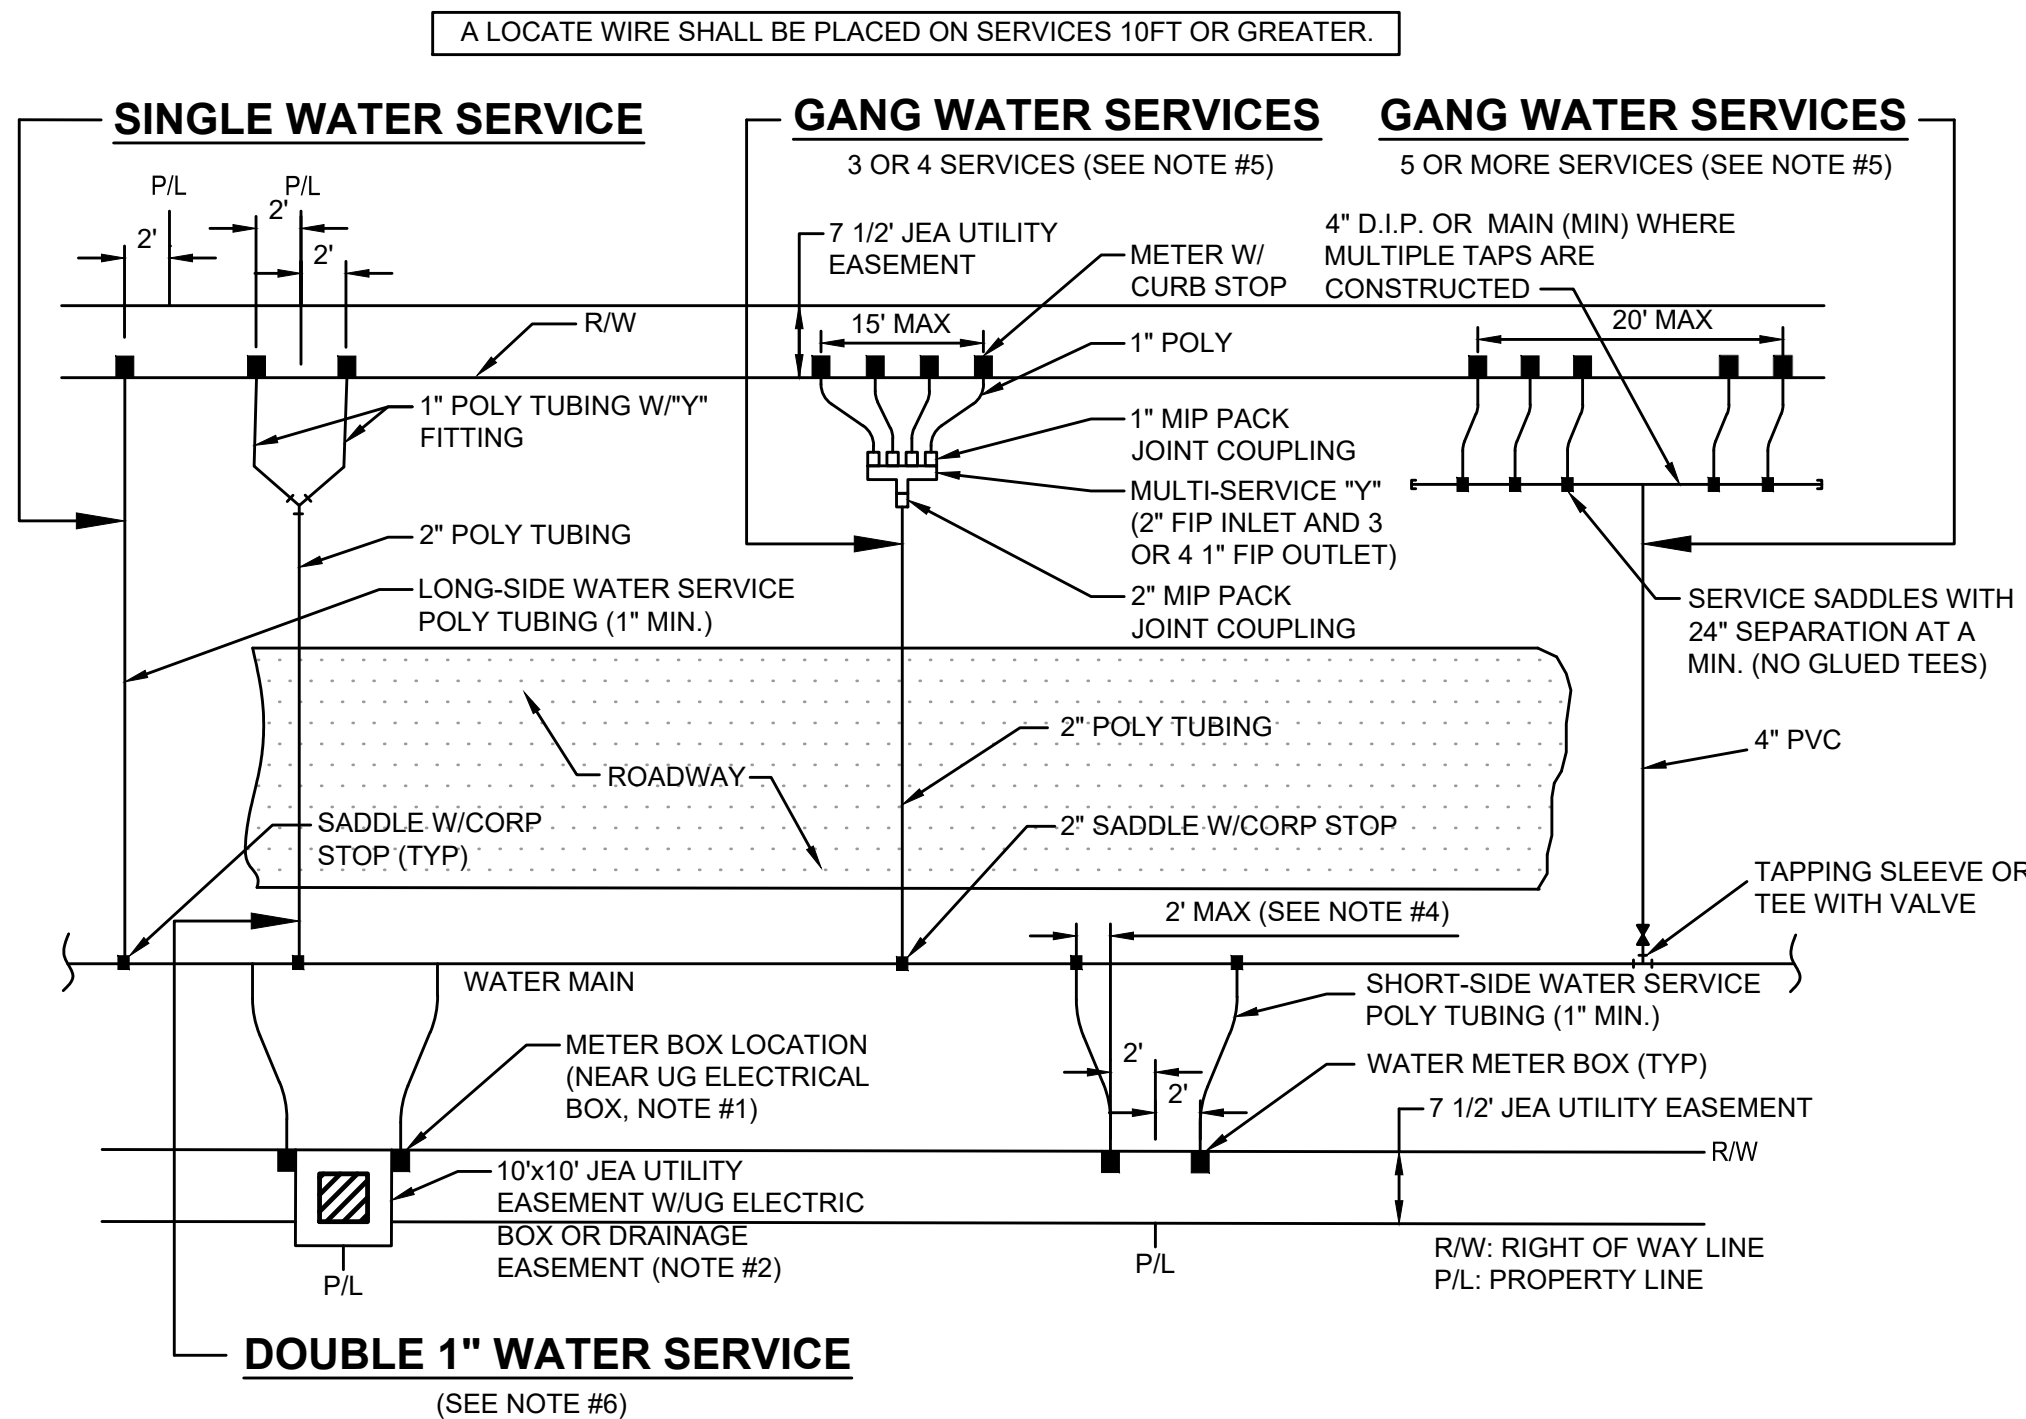 A LOCATE WIRE SHALL BE PLACED ON SERVICES 10FT OR GREATER.
SINGLE WATER SERVICE
GANG WATER SERVICES
3 OR 4 SERVICES (SEE NOTE #5)
GANG WATER SERVICES
5 OR MORE SERVICES (SEE NOTE #5)
P/L
P/L
2'
2'
2'
7 1/2' JEA UTILITY
EASEMENT
METER W/
CURB STOP
4" D.I.P. OR MAIN (MIN) WHERE
MULTIPLE TAPS ARE
CONSTRUCTED
R/W
15' MAX
20' MAX
1" POLY
1" POLY TUBING W/"Y"
FITTING
1" MIP PACK
JOINT COUPLING
MULTI-SERVICE "Y"
(2" FIP INLET AND 3
OR 4 1" FIP OUTLET)
2" POLY TUBING
LONG-SIDE WATER SERVICE
POLY TUBING (1" MIN.)
2" MIP PACK
JOINT COUPLING
SERVICE SADDLES WITH
24" SEPARATION AT A
MIN. (NO GLUED TEES)
2" POLY TUBING
4" PVC
ROADWAY
SADDLE W/CORP
STOP (TYP)
2" SADDLE W/CORP STOP
TAPPING SLEEVE OR
TEE WITH VALVE
2' MAX (SEE NOTE #4)
WATER MAIN
SHORT-SIDE WATER SERVICE
POLY TUBING (1" MIN.)
METER BOX LOCATION
(NEAR UG ELECTRICAL
BOX, NOTE #1)
2'
2'
WATER METER BOX (TYP)
7 1/2' JEA UTILITY EASEMENT
R/W
10'x10' JEA UTILITY
EASEMENT W/UG ELECTRIC
BOX OR DRAINAGE
EASEMENT (NOTE #2)
P/L
P/L
R/W: RIGHT OF WAY LINE
P/L: PROPERTY LINE
DOUBLE 1" WATER SERVICE
(SEE NOTE #6)